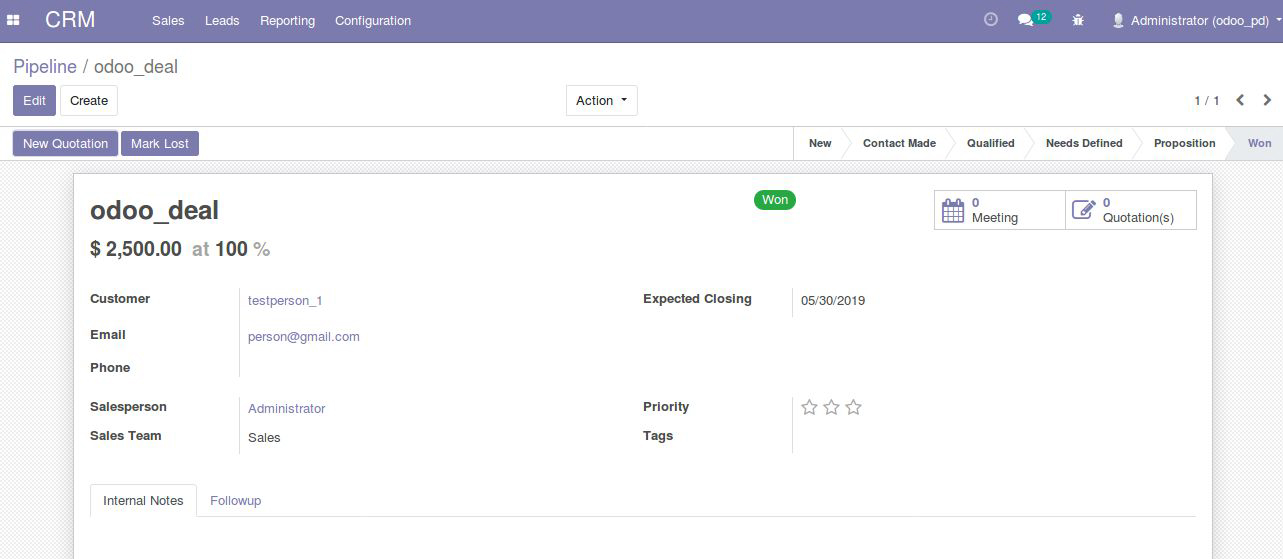 CRM Sales Leads Reporting Configuration 12 Administrator (odoo_pd)
Pipeline / odoo_deal
Edit Create Action 1 / 1
New Quotation Mark Lost New Contact Made Qualified Needs Defined Proposition Won
Won
0
Meeting
0
Quotation(s)
odoo_deal
$ 2,500.00 at 100 %
Customer testperson_1 Expected Closing 05/30/2019
Email person@gmail.com
Phone
Salesperson Administrator Priority
Sales Team Sales Tags
Internal Notes Followup